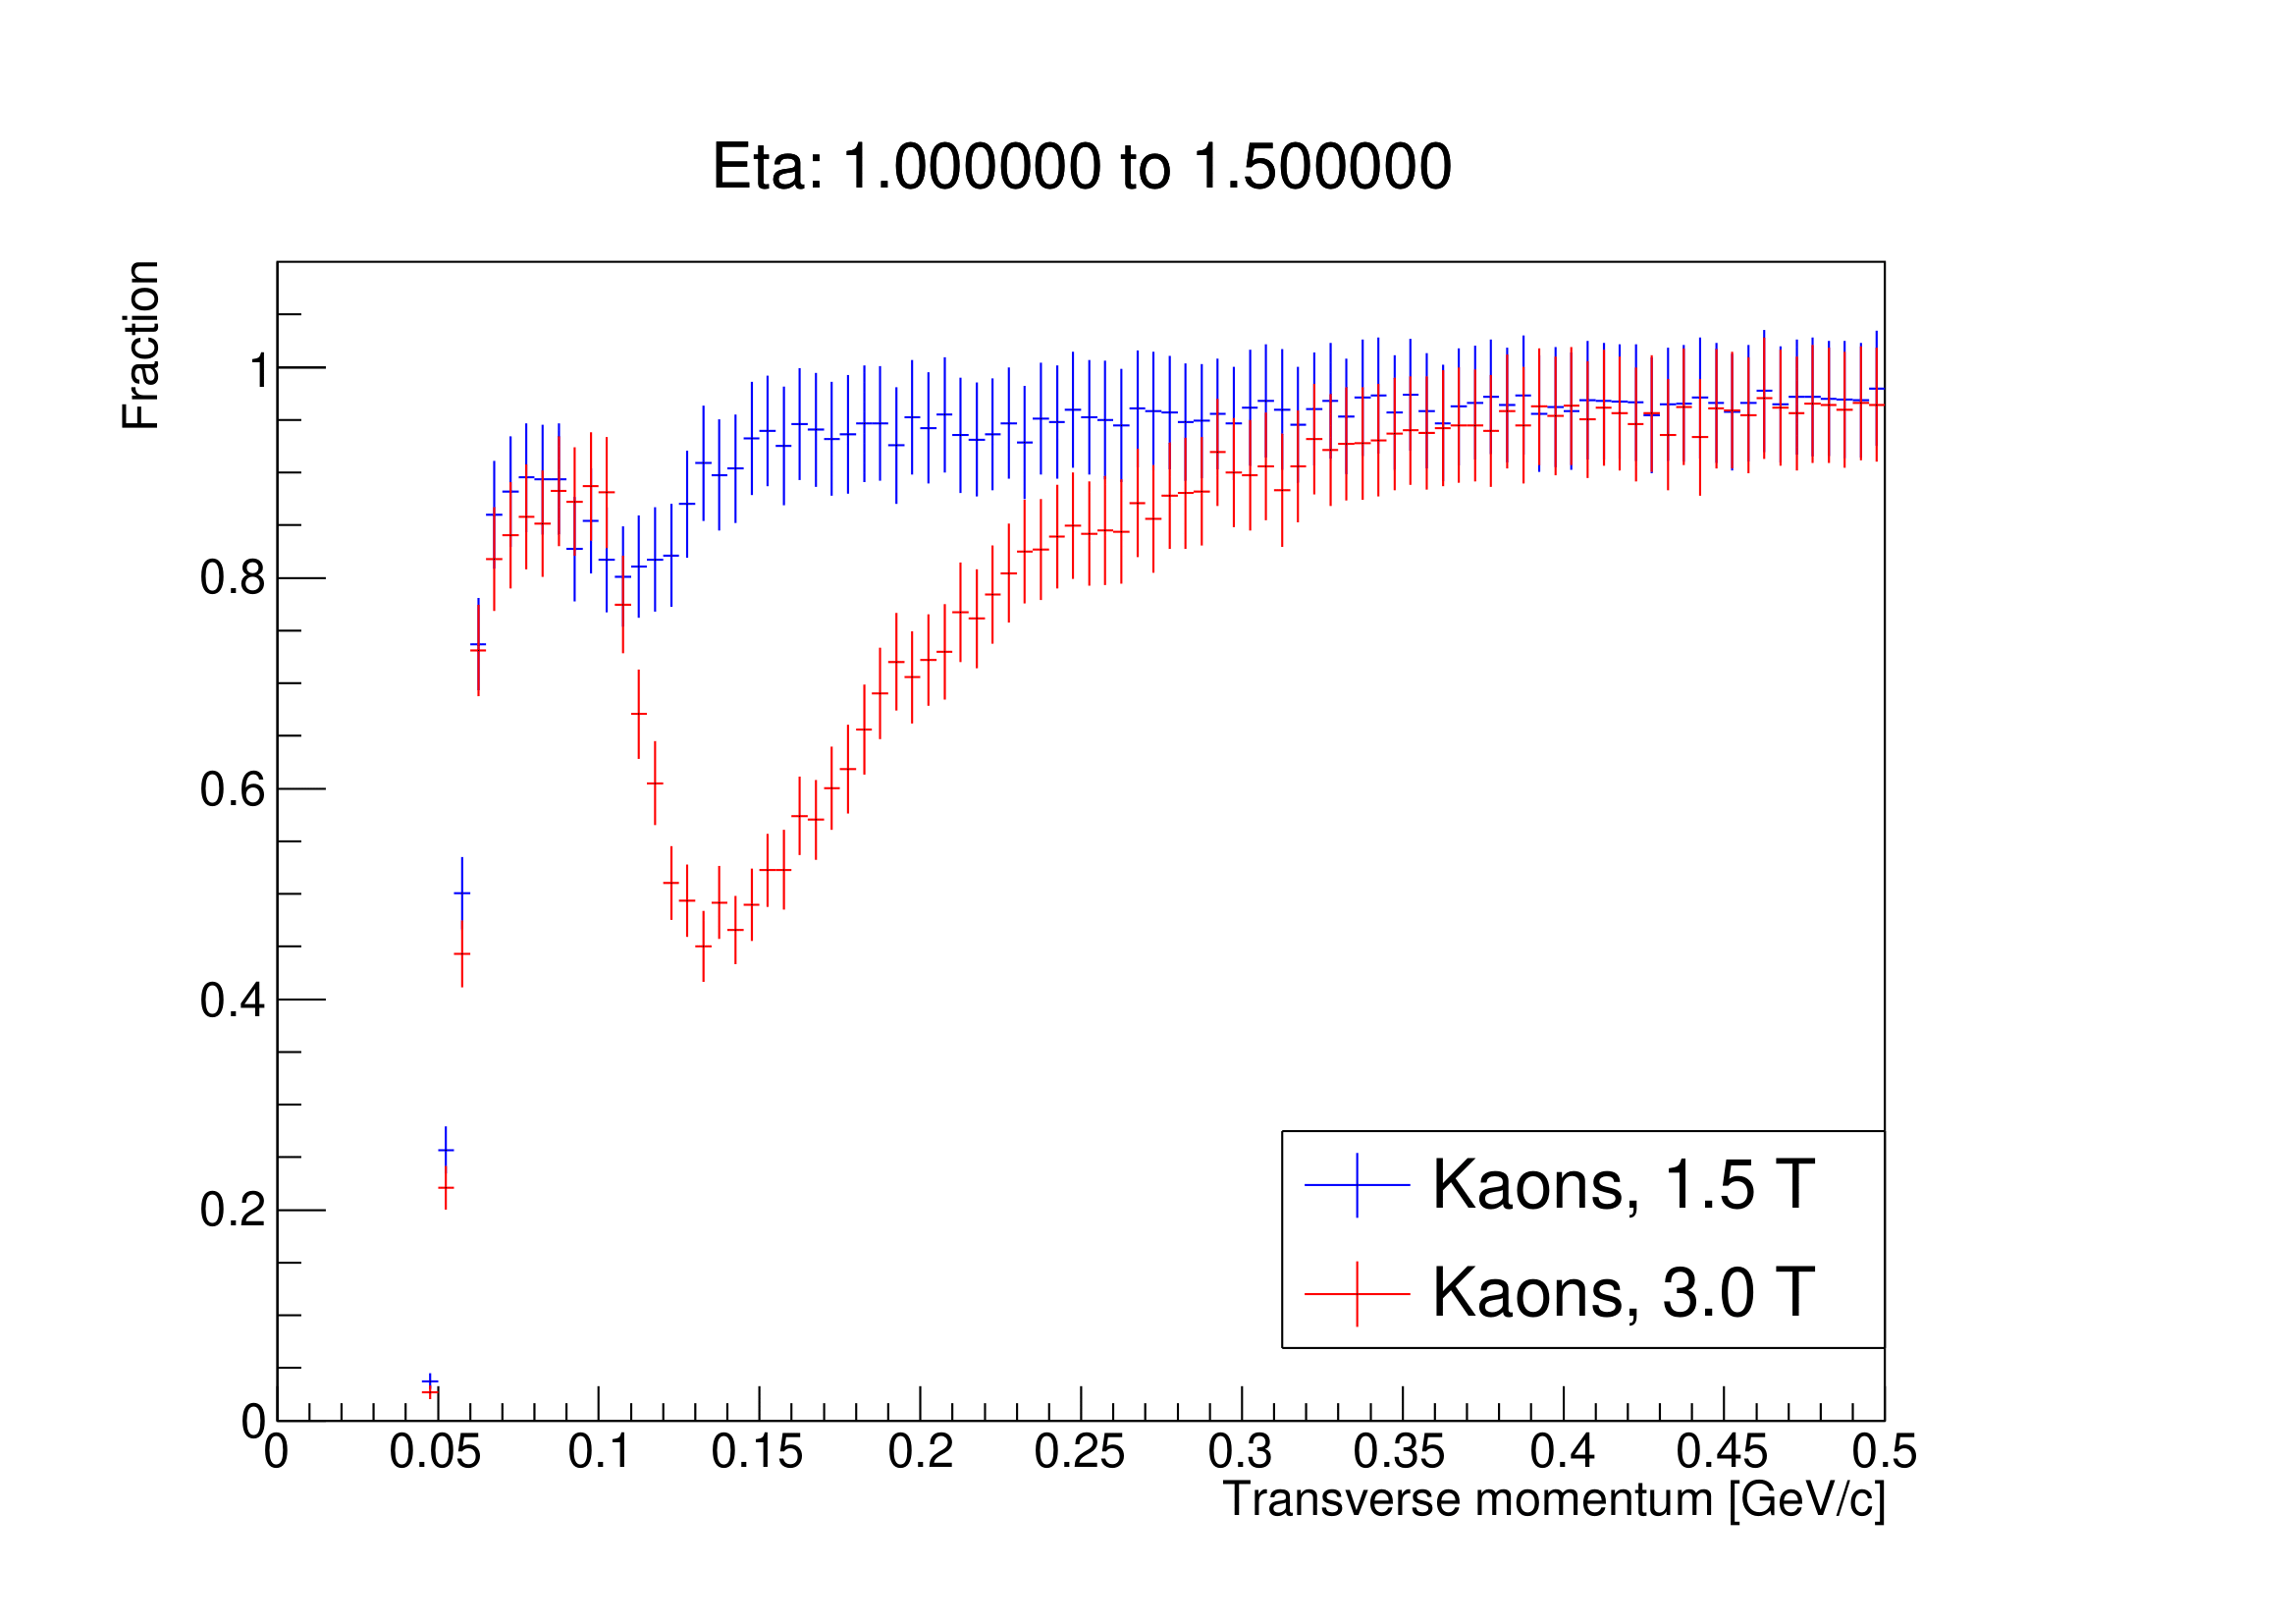 Eta: 1.000000 to 1.500000
Fraction
1
0.8
0.6
0.4
0.2
0
0 0.05 0.1 0.15 0.2 0.25 0.3 0.35 0.4 0.45 0.5
Transverse momentum [GeV/c]
Kaons, 1.5 T
Kaons, 3.0 T